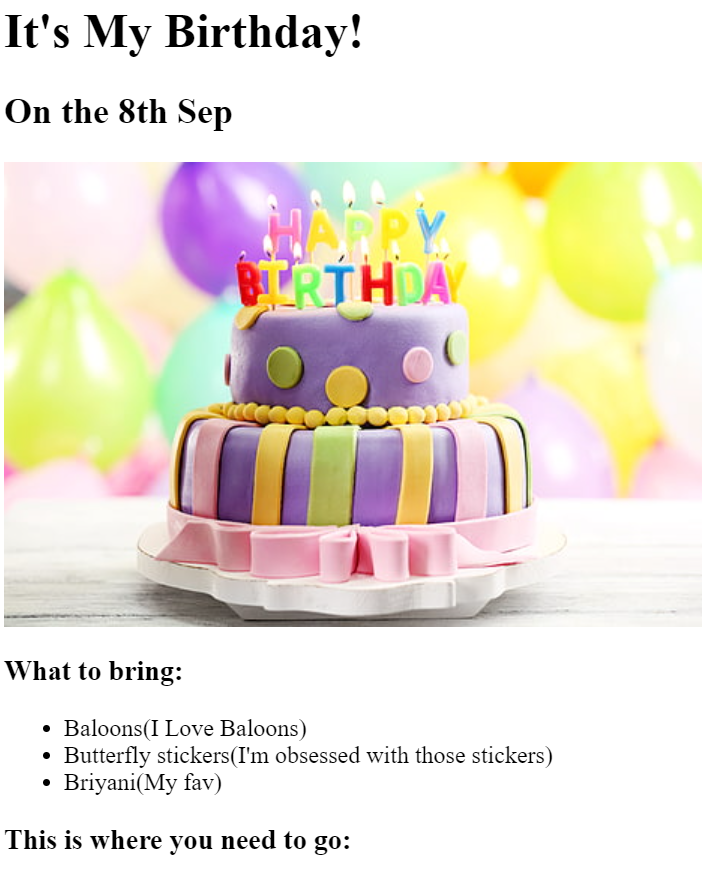 It's My Birthday!
On the 8th Sep
HAPPY
BIRTHDAY
What to bring:
Baloons(I Love Baloons)
Butterfly stickers(I'm obsessed with those stickers)
Briyani(My fav)
This is where you need to go: